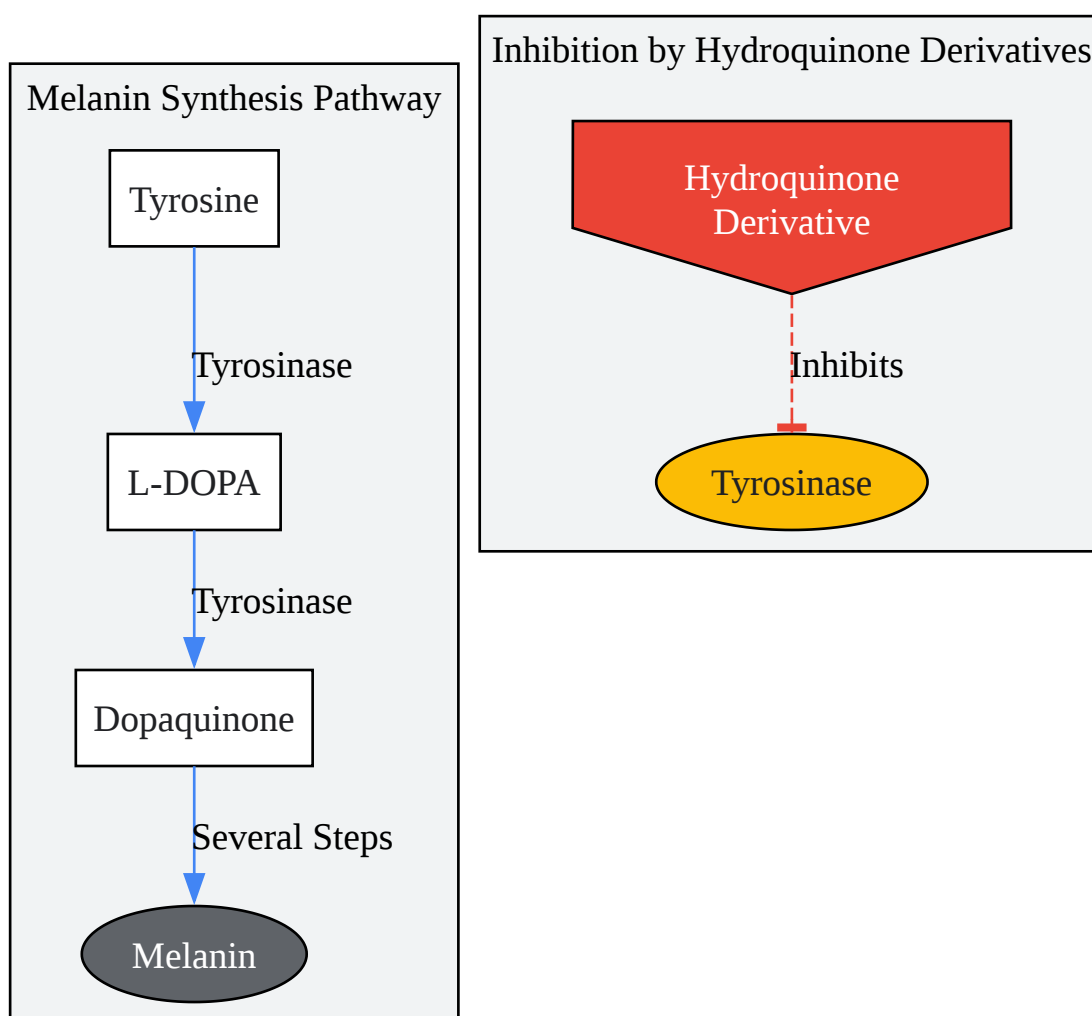 Melanin Synthesis Pathway
Tyrosine
Tyrosinase
L-DOPA
Tyrosinase
Dopaquinone
Several Steps
Melanin
Inhibition by Hydroquinone Derivatives
Hydroquinone
Derivative
Inhibits
Tyrosinase